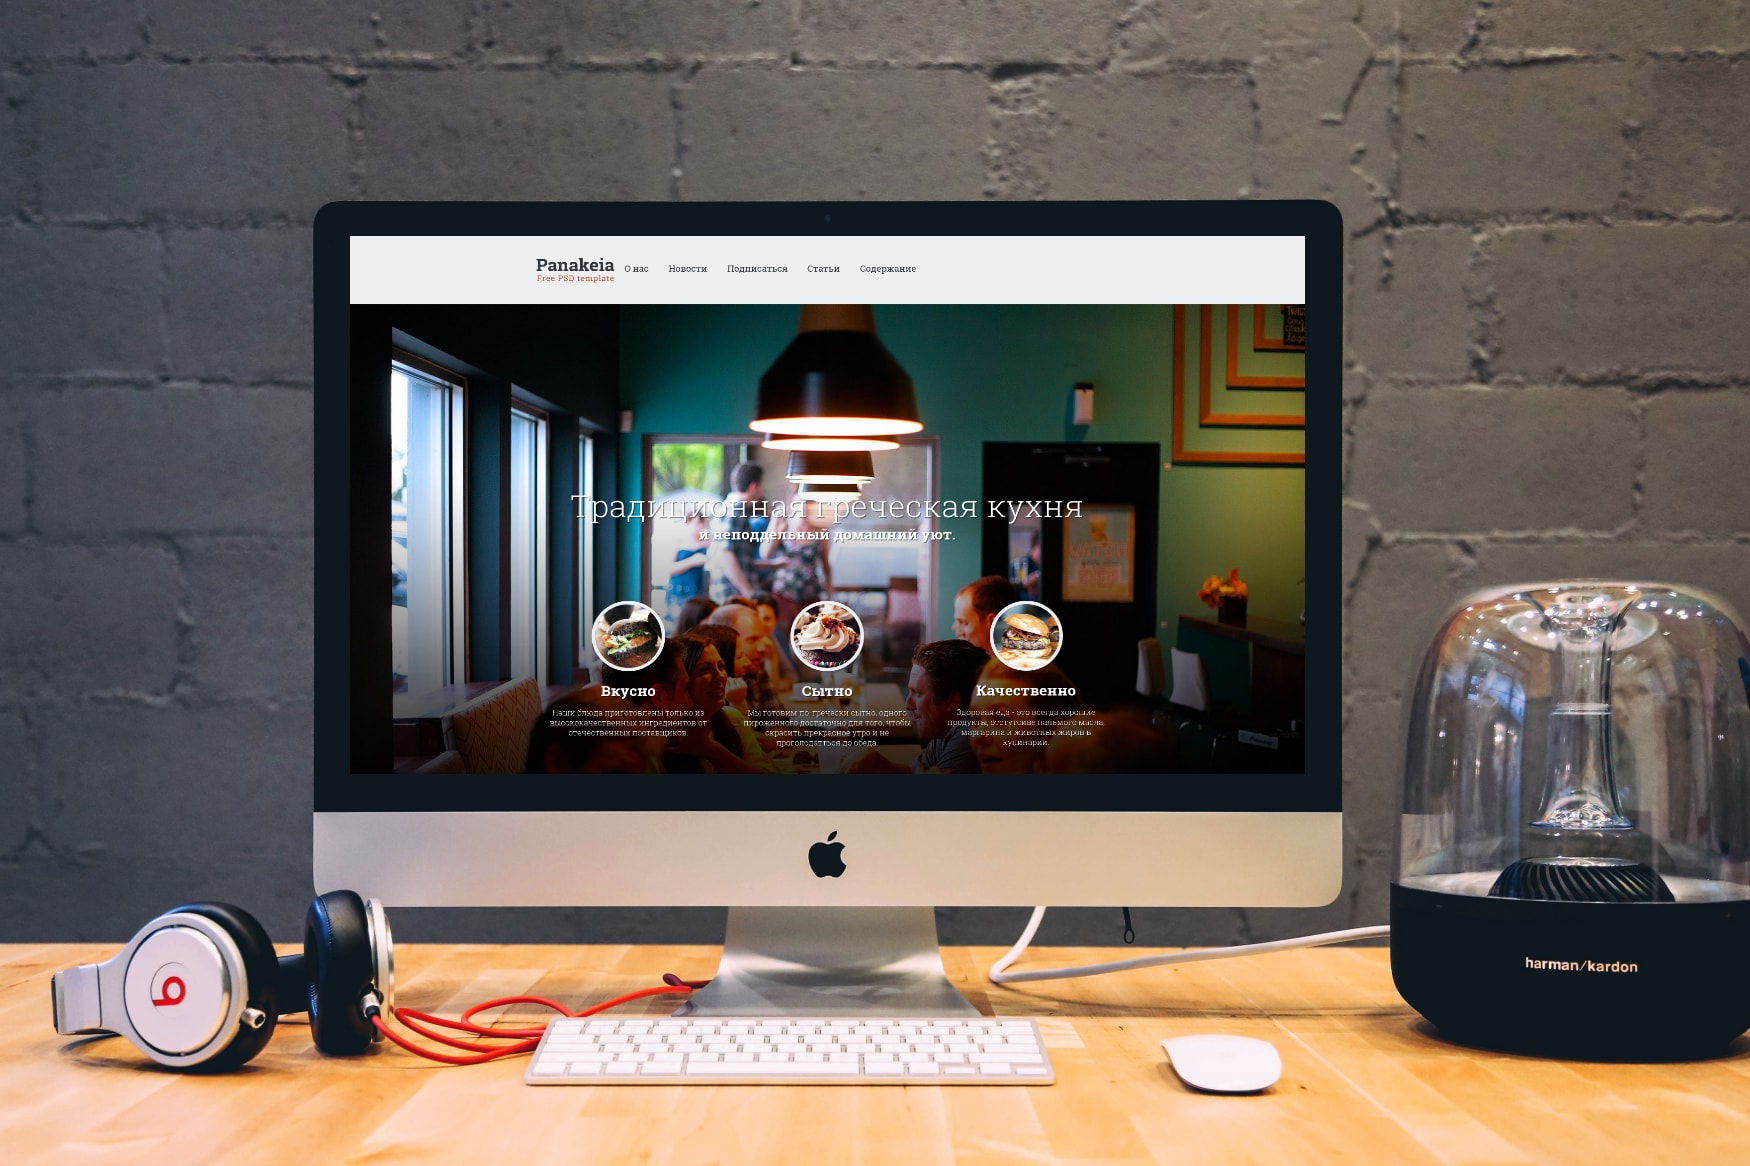 Panakeia
Free PSD template
О нас
Новости
Подписаться
Статьи
Содержание
Традиционная греческая кухня
и неподдельный домашний уют.
Вкусно
Наши блюда приготовлены только из
высококачественных ингредиентов от
отечественных поставщиков.
Сытно
Мы готовим по-гречески сытно, одного
пироженного достаточно для того, чтобы
скрасить прекрасное утро и не
проголодаться до обеда.
Качественно
Здоровая еда - это всегда хорошие
продукты, отсутсвие пальмого масла,
маргарина и животных жиров в
кулинарии.
b
harman/kardon